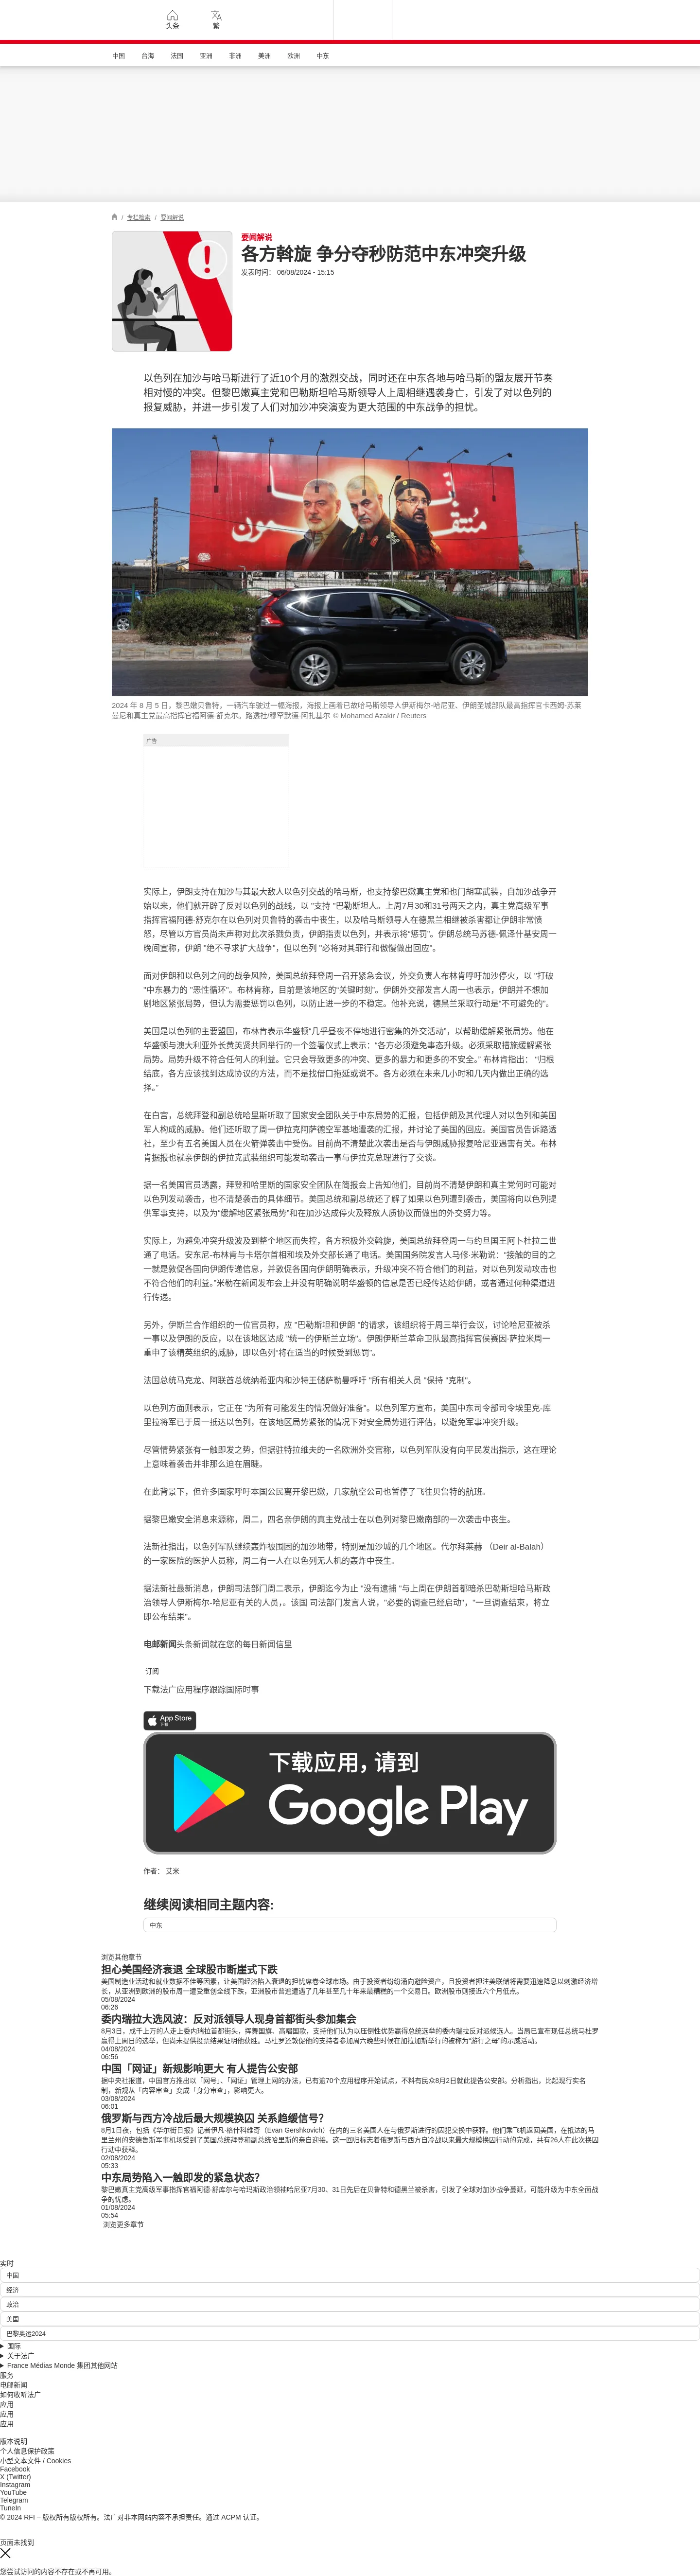 头条
繁
中国 台海 法国 亚洲 非洲 美洲 欧洲 中东
/ 专栏检索 / 要闻解说
要闻解说
各方斡旋 争分夺秒防范中东冲突升级
发表时间： 06/08/2024 - 15:15
以色列在加沙与哈马斯进行了近10个月的激烈交战，同时还在中东各地与哈马斯的盟友展开节奏
相对慢的冲突。但黎巴嫩真主党和巴勒斯坦哈马斯领导人上周相继遇袭身亡，引发了对以色列的
报复威胁，并进一步引发了人们对加沙冲突演变为更大范围的中东战争的担忧。
2024 年 8 月 5 日，黎巴嫩贝鲁特，一辆汽车驶过一幅海报，海报上画着已故哈马斯领导人伊斯梅尔-哈尼亚、伊朗圣城部队最高指挥官卡西姆-苏莱
曼尼和真主党最高指挥官福阿德-舒克尔。路透社/穆罕默德-阿扎基尔 © Mohamed Azakir / Reuters
广告
实际上，伊朗支持在加沙与其最大敌人以色列交战的哈马斯，也支持黎巴嫩真主党和也门胡塞武装，自加沙战争开
始以来，他们就开辟了反对以色列的战线，以 "支持 "巴勒斯坦人。上周7月30和31号两天之内，真主党高级军事
指挥官福阿德·舒克尔在以色列对贝鲁特的袭击中丧生，以及哈马斯领导人在德黑兰相继被杀害都让伊朗非常愤
怒，尽管以方官员尚未声称对此次杀戮负责，伊朗指责以色列，并表示将"惩罚"。伊朗总统马苏德-佩泽什基安周一
晚间宣称，伊朗 "绝不寻求扩大战争"，但以色列 "必将对其罪行和傲慢做出回应"。
面对伊朗和以色列之间的战争风险，美国总统拜登周一召开紧急会议，外交负责人布林肯呼吁加沙停火，以 "打破
"中东暴力的 "恶性循环"。布林肯称，目前是该地区的"关键时刻"。伊朗外交部发言人周一也表示，伊朗并不想加
剧地区紧张局势，但认为需要惩罚以色列，以防止进一步的不稳定。他补充说，德黑兰采取行动是“不可避免的”。
美国是以色列的主要盟国，布林肯表示华盛顿“几乎昼夜不停地进行密集的外交活动”，以帮助缓解紧张局势。他在
华盛顿与澳大利亚外长黄英贤共同举行的一个签署仪式上表示：“各方必须避免事态升级。必须采取措施缓解紧张
局势。局势升级不符合任何人的利益。它只会导致更多的冲突、更多的暴力和更多的不安全。” 布林肯指出： “归根
结底，各方应该找到达成协议的方法，而不是找借口拖延或说不。各方必须在未来几小时和几天内做出正确的选
择。”
在白宫，总统拜登和副总统哈里斯听取了国家安全团队关于中东局势的汇报，包括伊朗及其代理人对以色列和美国
军人构成的威胁。他们还听取了周一伊拉克阿萨德空军基地遭袭的汇报，并讨论了美国的回应。美国官员告诉路透
社，至少有五名美国人员在火箭弹袭击中受伤。目前尚不清楚此次袭击是否与伊朗威胁报复哈尼亚遇害有关。布林
肯据报也就亲伊朗的伊拉克武装组织可能发动袭击一事与伊拉克总理进行了交谈。
据一名美国官员透露，拜登和哈里斯的国家安全团队在简报会上告知他们，目前尚不清楚伊朗和真主党何时可能对
以色列发动袭击，也不清楚袭击的具体细节。美国总统和副总统还了解了如果以色列遭到袭击，美国将向以色列提
供军事支持，以及为“缓解地区紧张局势”和在加沙达成停火及释放人质协议而做出的外交努力等。
实际上，为避免冲突升级波及到整个地区而失控，各方积极外交斡旋，美国总统拜登周一与约旦国王阿卜杜拉二世
通了电话。安东尼-布林肯与卡塔尔首相和埃及外交部长通了电话。美国国务院发言人马修·米勒说：“接触的目的之
一就是敦促各国向伊朗传递信息，并敦促各国向伊朗明确表示，升级冲突不符合他们的利益，对以色列发动攻击也
不符合他们的利益。”米勒在新闻发布会上并没有明确说明华盛顿的信息是否已经传达给伊朗，或者通过何种渠道进
行传递。
另外，伊斯兰合作组织的一位官员称，应 "巴勒斯坦和伊朗 "的请求，该组织将于周三举行会议，讨论哈尼亚被杀
一事以及伊朗的反应，以在该地区达成 "统一的伊斯兰立场"。伊朗伊斯兰革命卫队最高指挥官侯赛因·萨拉米周一
重申了该精英组织的威胁，即以色列“将在适当的时候受到惩罚”。
法国总统马克龙、阿联酋总统纳希亚内和沙特王储萨勒曼呼吁 "所有相关人员 "保持 "克制"。
以色列方面则表示，它正在 "为所有可能发生的情况做好准备"。以色列军方宣布，美国中东司令部司令埃里克-库
里拉将军已于周一抵达以色列，在该地区局势紧张的情况下对安全局势进行评估，以避免军事冲突升级。
尽管情势紧张有一触即发之势，但据驻特拉维夫的一名欧洲外交官称，以色列军队没有向平民发出指示，这在理论
上意味着袭击并非那么迫在眉睫。
在此背景下，但许多国家呼吁本国公民离开黎巴嫩，几家航空公司也暂停了飞往贝鲁特的航班。
据黎巴嫩安全消息来源称，周二，四名亲伊朗的真主党战士在以色列对黎巴嫩南部的一次袭击中丧生。
法新社指出，以色列军队继续轰炸被围困的加沙地带，特别是加沙城的几个地区。代尔拜莱赫 （Deir al-Balah）
的一家医院的医护人员称，周二有一人在以色列无人机的轰炸中丧生。
据法新社最新消息，伊朗司法部门周二表示，伊朗迄今为止 "没有逮捕 "与上周在伊朗首都暗杀巴勒斯坦哈马斯政
治领导人伊斯梅尔-哈尼亚有关的人员，。该国 司法部门发言人说，"必要的调查已经启动"，"一旦调查结束，将立
即公布结果"。
电邮新闻头条新闻就在您的每日新闻信里
订阅
下载法广应用程序跟踪国际时事
App Store
下载
下载应用，请到
Google Play
作者： 艾米
继续阅读相同主题内容:
中东
浏览其他章节
担心美国经济衰退 全球股市断崖式下跌
美国制造业活动和就业数据不佳等因素，让美国经济陷入衰退的担忧席卷全球市场。由于投资者纷纷涌向避险资产，且投资者押注美联储将需要迅速降息以刺激经济增
长，从亚洲到欧洲的股市周一遭受重创全线下跌，亚洲股市普遍遭遇了几年甚至几十年来最糟糕的一个交易日。欧洲股市则接近六个月低点。
05/08/2024
06:26
委内瑞拉大选风波：反对派领导人现身首都街头参加集会
8月3日，成千上万的人走上委内瑞拉首都街头，挥舞国旗、高唱国歌，支持他们认为以压倒性优势赢得总统选举的委内瑞拉反对派候选人。当局已宣布现任总统马杜罗
赢得上周日的选举，但尚未提供投票结果证明他获胜。马杜罗还敦促他的支持者参加周六晚些时候在加拉加斯举行的被称为“游行之母”的示威活动。
04/08/2024
06:56
中国「网证」新规影响更大 有人提告公安部
据中央社报道，中国官方推出以「网号」、「网证」管理上网的办法，已有逾70个应用程序开始试点，不料有民众8月2日就此提告公安部。分析指出，比起现行实名
制，新规从「内容审查」变成「身分审查」，影响更大。
03/08/2024
06:01
俄罗斯与西方冷战后最大规模换囚 关系趋缓信号？
8月1日夜，包括《华尔街日报》记者伊凡·格什科维奇（Evan Gershkovich）在内的三名美国人在与俄罗斯进行的囚犯交换中获释。他们乘飞机返回美国，在抵达的马
里兰州的安德鲁斯军事机场受到了美国总统拜登和副总统哈里斯的亲自迎接。这一回归标志着俄罗斯与西方自冷战以来最大规模换囚行动的完成，共有26人在此次换囚
行动中获释。
02/08/2024
05:33
中东局势陷入一触即发的紧急状态？
黎巴嫩真主党高级军事指挥官福阿德·舒库尔与哈玛斯政治领袖哈尼亚7月30、31日先后在贝鲁特和德黑兰被杀害，引发了全球对加沙战争蔓延，可能升级为中东全面战
争的忧虑。
01/08/2024
05:54
浏览更多章节
实时
中国
经济
政治
美国
巴黎奥运2024
国际
关于法广
France Médias Monde 集团其他网站
服务
电邮新闻
如何收听法广
应用
应用
应用
版本说明
个人信息保护政策
小型文本文件 / Cookies
Facebook
X (Twitter)
Instagram
YouTube
Telegram
TuneIn
© 2024 RFI – 版权所有版权所有。法广对非本网站内容不承担责任。通过 ACPM 认证。
页面未找到
您尝试访问的内容不存在或不再可用。